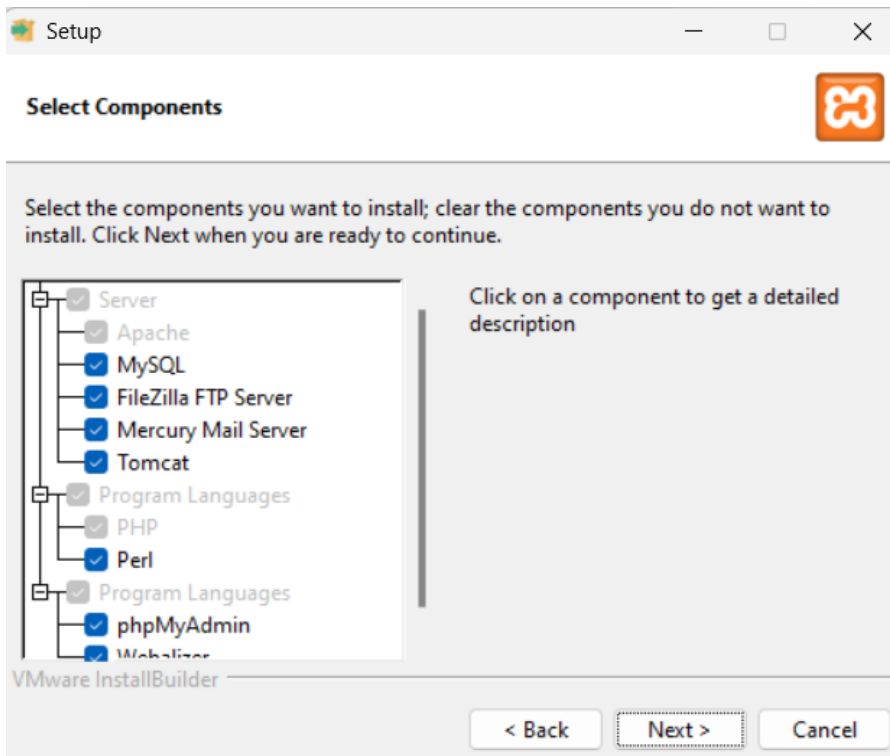 Setup
Select Components
Select the components you want to install; clear the components you do not want to
install. Click Next when you are ready to continue.
Server
Apache
MySQL
FileZilla FTP Server
Mercury Mail Server
Tomcat
Program Languages
PHP
Perl
Program Languages
phpMyAdmin
Webalizer
Click on a component to get a detailed
description
VMware InstallBuilder
< Back
Next >
Cancel